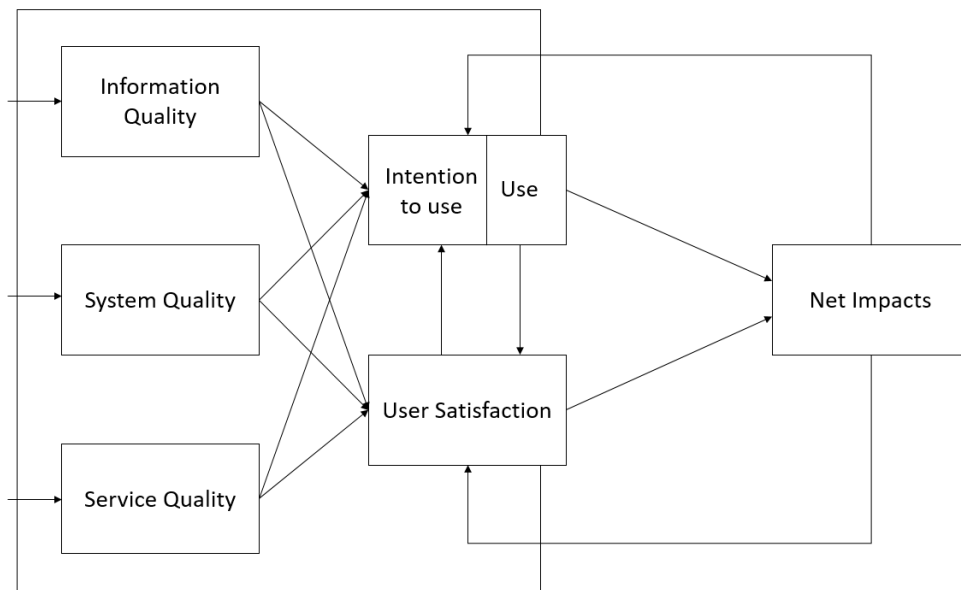 Information
Quality
Intention
to use
Use
System Quality
Net Impacts
User Satisfaction
Service Quality